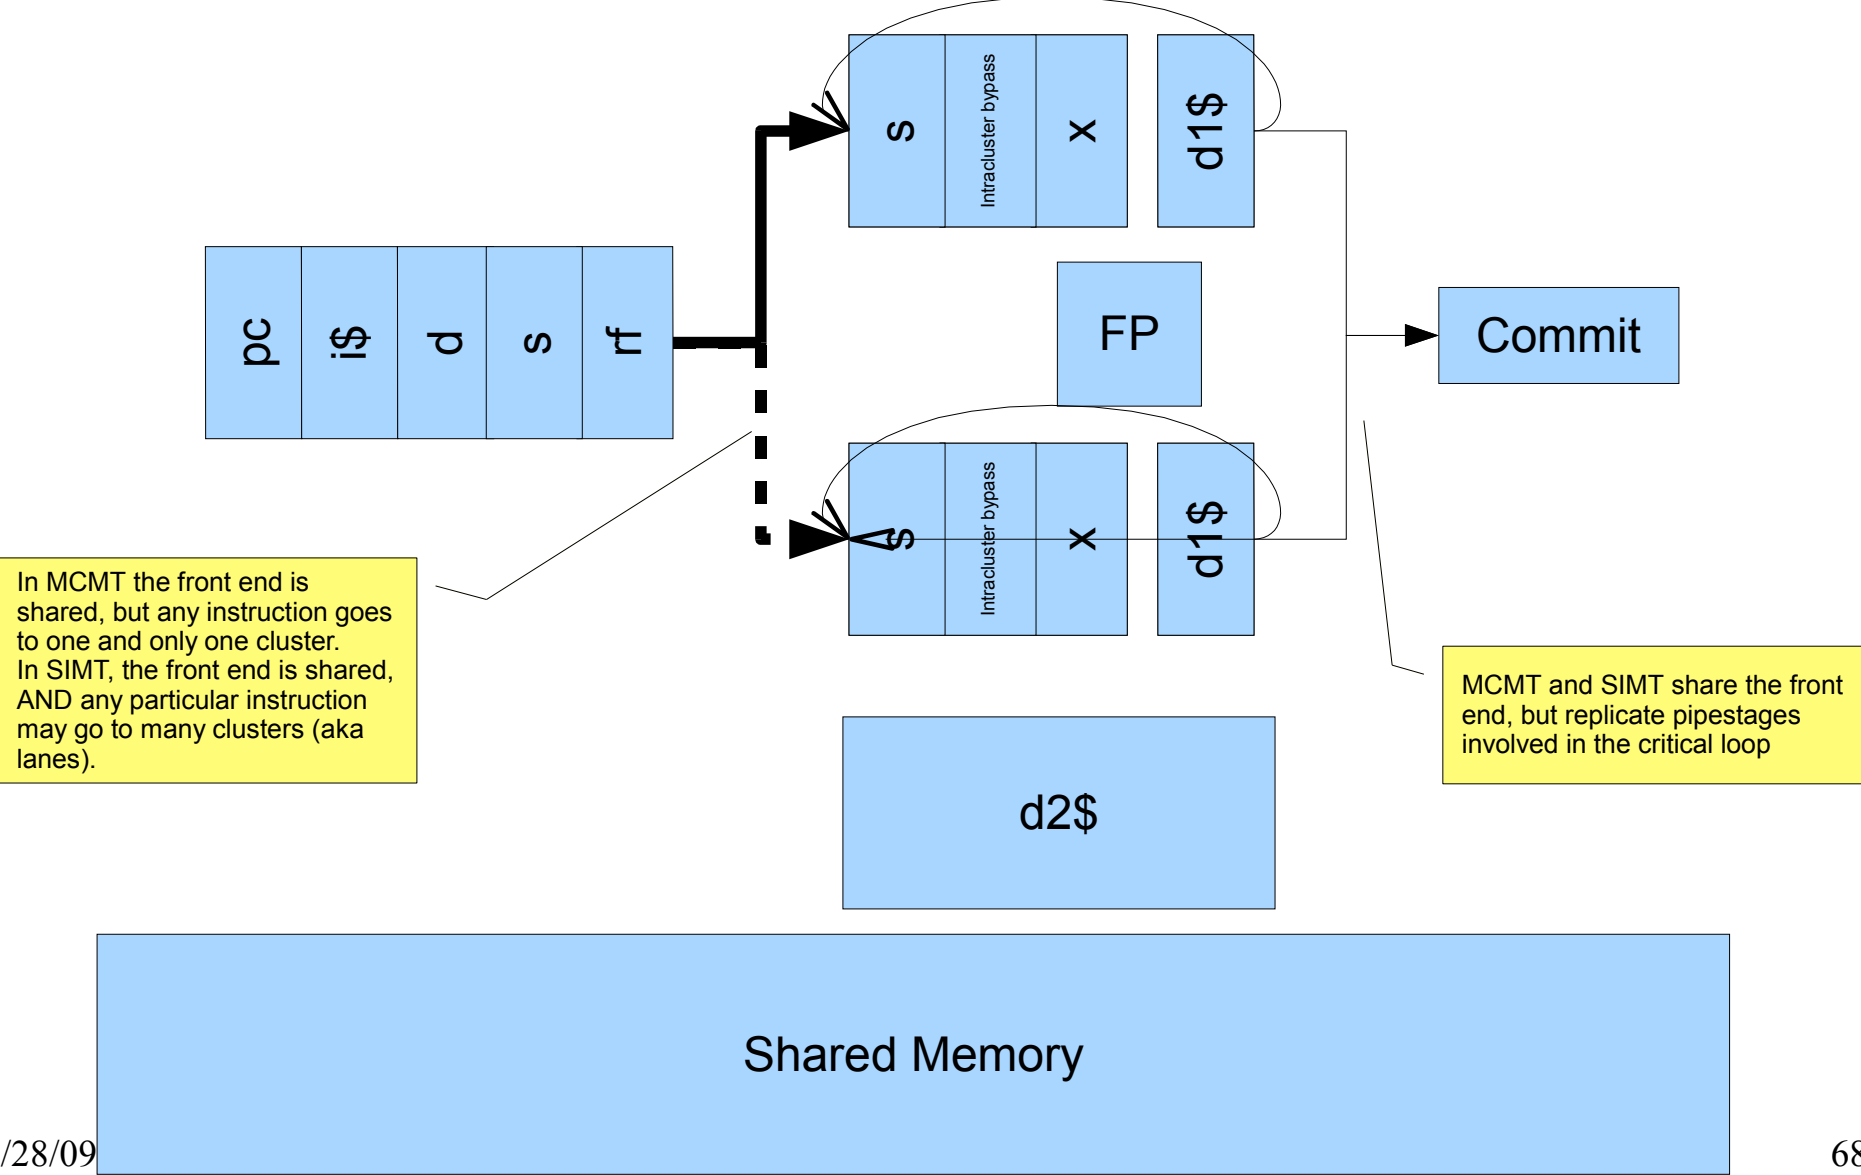 s
Intracluster bypass
x
d1$
pc
i$
d
s
rf
FP
Commit
s
Intracluster bypass
x
d1$
In MCMT the front end is
shared, but any instruction goes
to one and only one cluster.
In SIMT, the front end is shared,
AND any particular instruction
may go to many clusters (aka
lanes).
MCMT and SIMT share the front
end, but replicate pipestages
involved in the critical loop
d2$
Shared Memory
/28/09
68